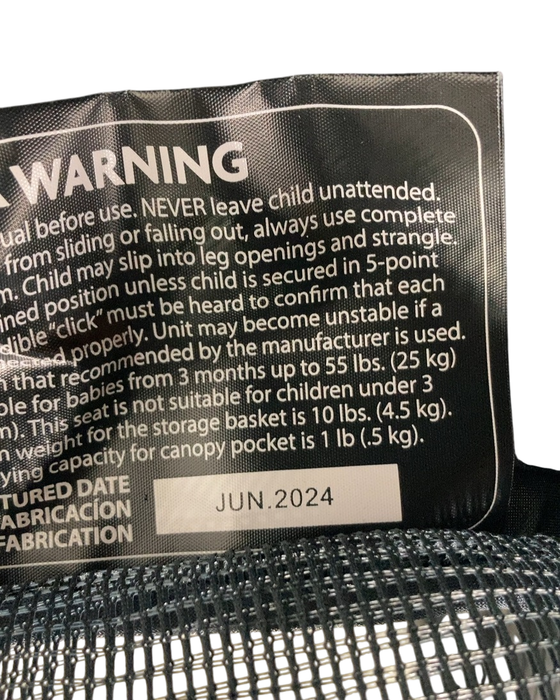 WARNING
ual before use. NEVER leave child unattended.
from sliding or falling out, always use complete
m. Child may slip into leg openings and strangle.
ined position unless child is secured in 5-point
dible "click" must be heard to confirm that each
properly. Unit may become unstable if a
n that recommended by the manufacturer is used.
ble for babies from 3 months up to 55 lbs. (25 kg)
m). This seat is not suitable for children under 3
n weight for the storage basket is 10 lbs. (4.5 kg).
ying capacity for canopy pocket is 1 lb (.5 kg).
TURED DATE
FABRICACÍON
FABRICATION
JUN.2024